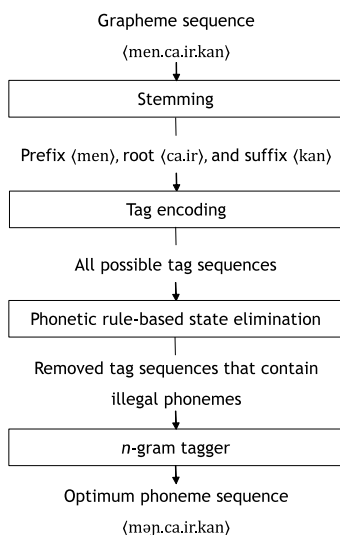 Grapheme sequence
⟨men.ca.ir.kan⟩
Stemming
Prefix ⟨men⟩, root ⟨ca.ir⟩, and suffix ⟨kan⟩
Tag encoding
All possible tag sequences
Phonetic rule-based state elimination
Removed tag sequences that contain
illegal phonemes
n-gram tagger
Optimum phoneme sequence
⟨məɲ.ca.ir.kan⟩